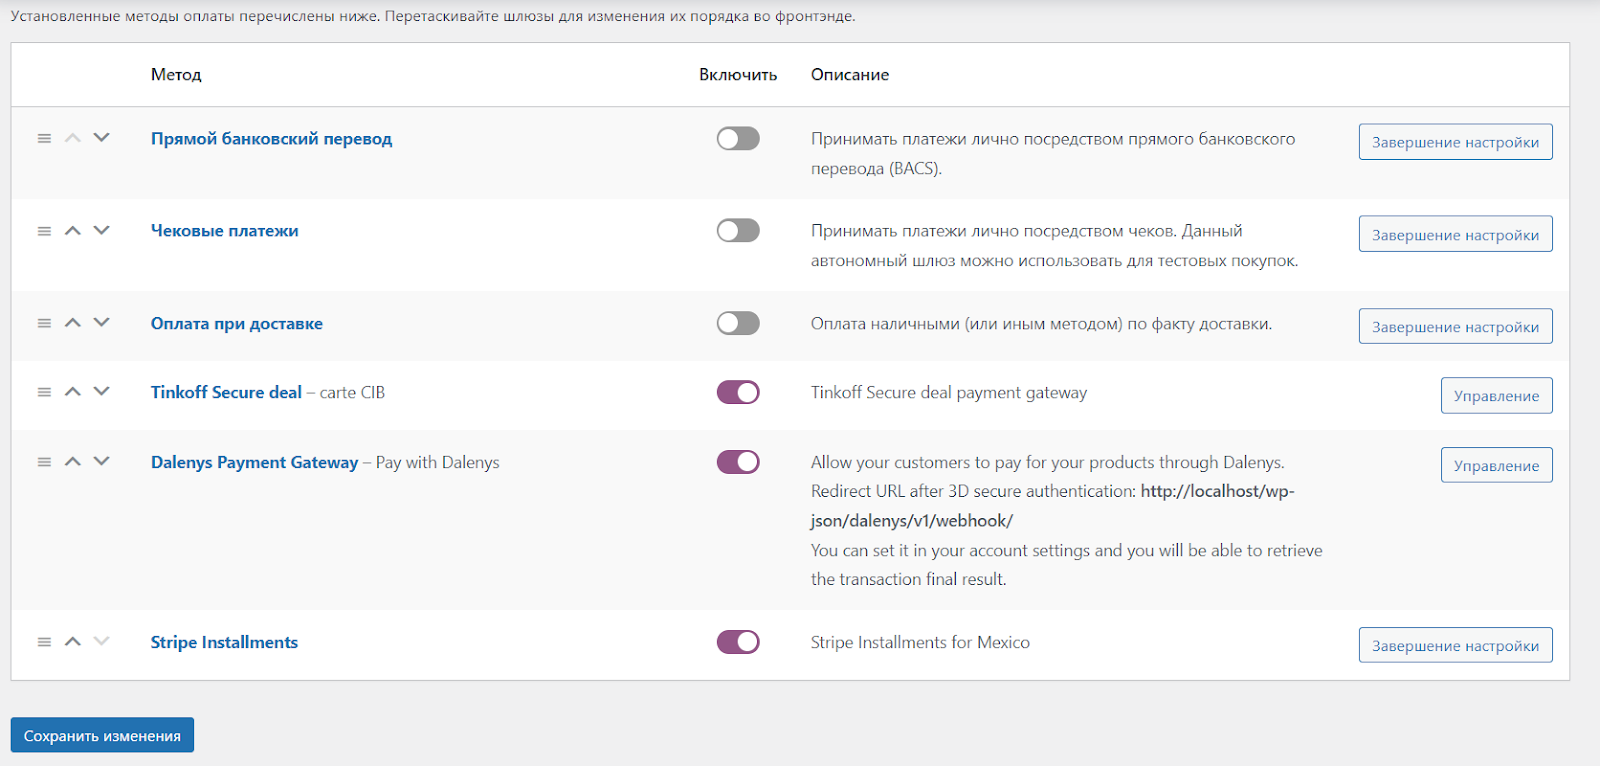 Установленные методы оплаты перечислены ниже. Перетаскивайте шлюзы для изменения их порядка во фронтэнде.
Метод Включить Описание
Прямой банковский перевод Принимать платежи лично посредством прямого банковского Завершение настройки
перевода (BACS).
Чековые платежи Принимать платежи лично посредством чеков. Данный Завершение настройки
автономный шлюз можно использовать для тестовых покупок.
Оплата при доставке Оплата наличными (или иным методом) по факту доставки. Завершение настройки
Tinkoff Secure deal – carte CIB Tinkoff Secure deal payment gateway Управление
Dalenys Payment Gateway – Pay with Dalenys Allow your customers to pay for your products through Dalenys. Управление
Redirect URL after 3D secure authentication: http://localhost/wp-
json/dalenys/v1/webhook/
You can set it in your account settings and you will be able to retrieve
the transaction final result.
Stripe Installments Stripe Installments for Mexico Завершение настройки
Сохранить изменения